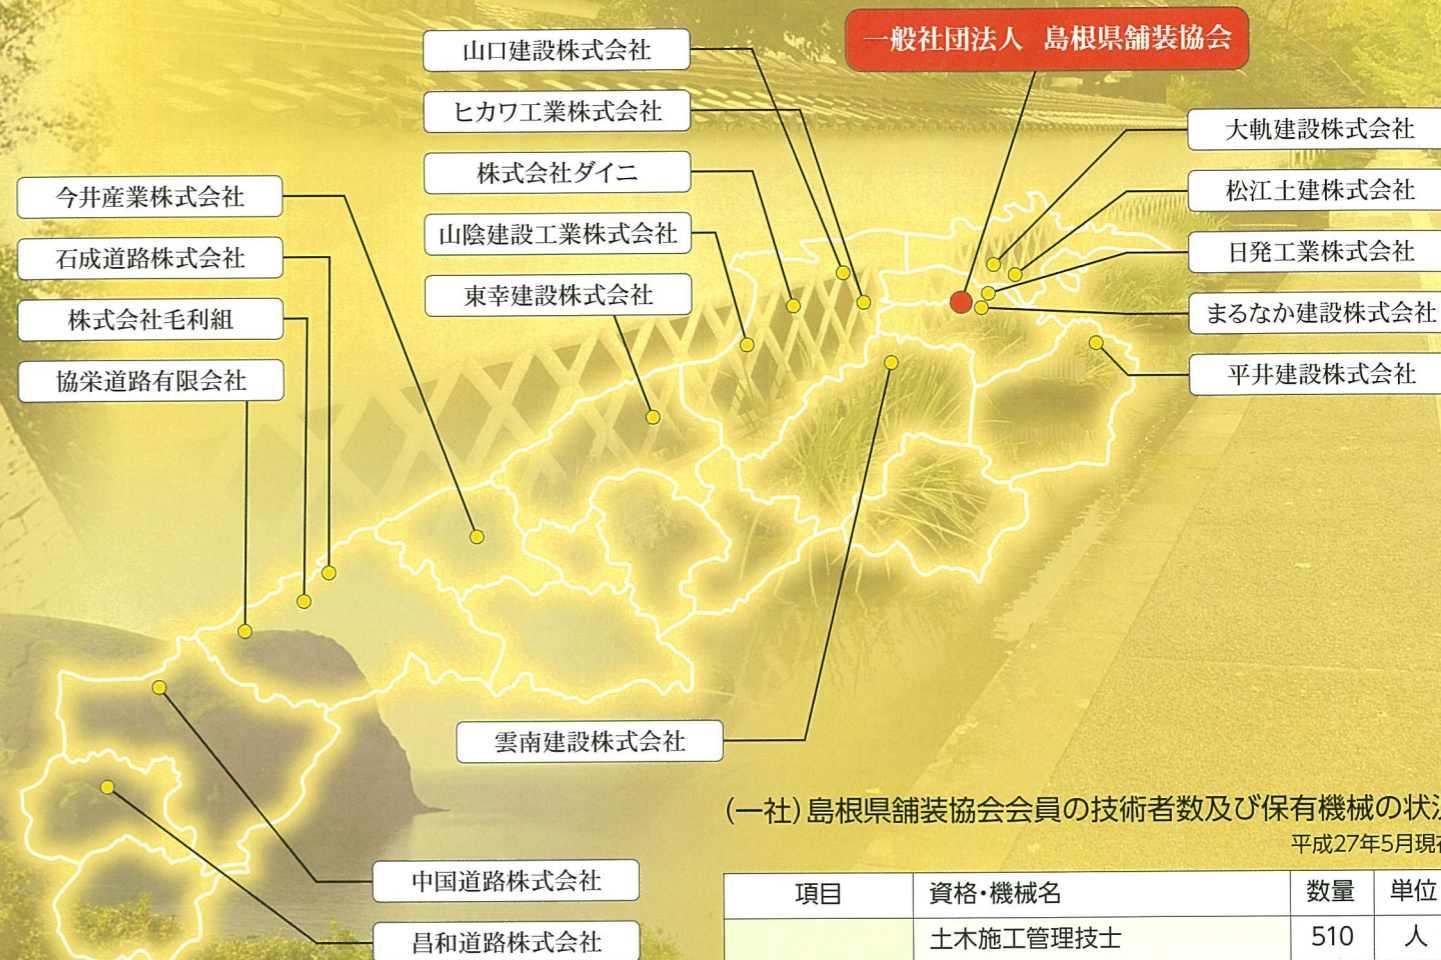 一般社団法人 島根県舗装協会
山口建設株式会社
ヒカワ工業株式会社
株式会社ダイニ
山陰建設工業株式会社
東幸建設株式会社
今井産業株式会社
石成道路株式会社
株式会社毛利組
協栄道路有限会社
大軌建設株式会社
松江土建株式会社
日発工業株式会社
まるなか建設株式会社
平井建設株式会社
雲南建設株式会社
中国道路株式会社
昌和道路株式会社
(一社)島根県舗装協会会員の技術者数及び保有機械の状況
平成27年5月現在
項目 資格・機械名 数量 単位
土木施工管理技士 510 人